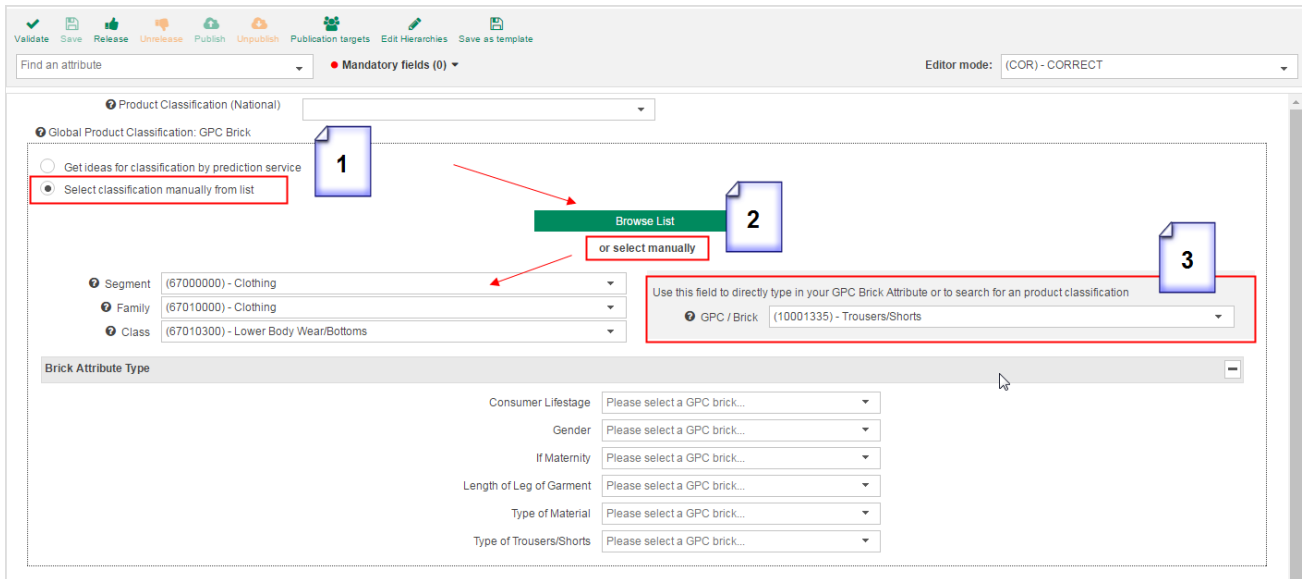 Validate Save Release Unrelease Publish Unpublish Publication targets Edit Hierarchies Save as template
Find an attribute Mandatory fields (0) Editor mode: (COR) - CORRECT
Product Classification (National)
Global Product Classification: GPC Brick
1
Get ideas for classification by prediction service
Select classification manually from list
Browse List
2
or select manually
3
Segment (67000000) - Clothing
Family (67010000) - Clothing
Class (67010300) - Lower Body Wear/Bottoms
Use this field to directly type in your GPC Brick Attribute or to search for an product classification
GPC / Brick (10001335) - Trousers/Shorts
Brick Attribute Type
Consumer Lifestage Please select a GPC brick...
Gender Please select a GPC brick...
If Maternity Please select a GPC brick...
Length of Leg of Garment Please select a GPC brick...
Type of Material Please select a GPC brick...
Type of Trousers/Shorts Please select a GPC brick...